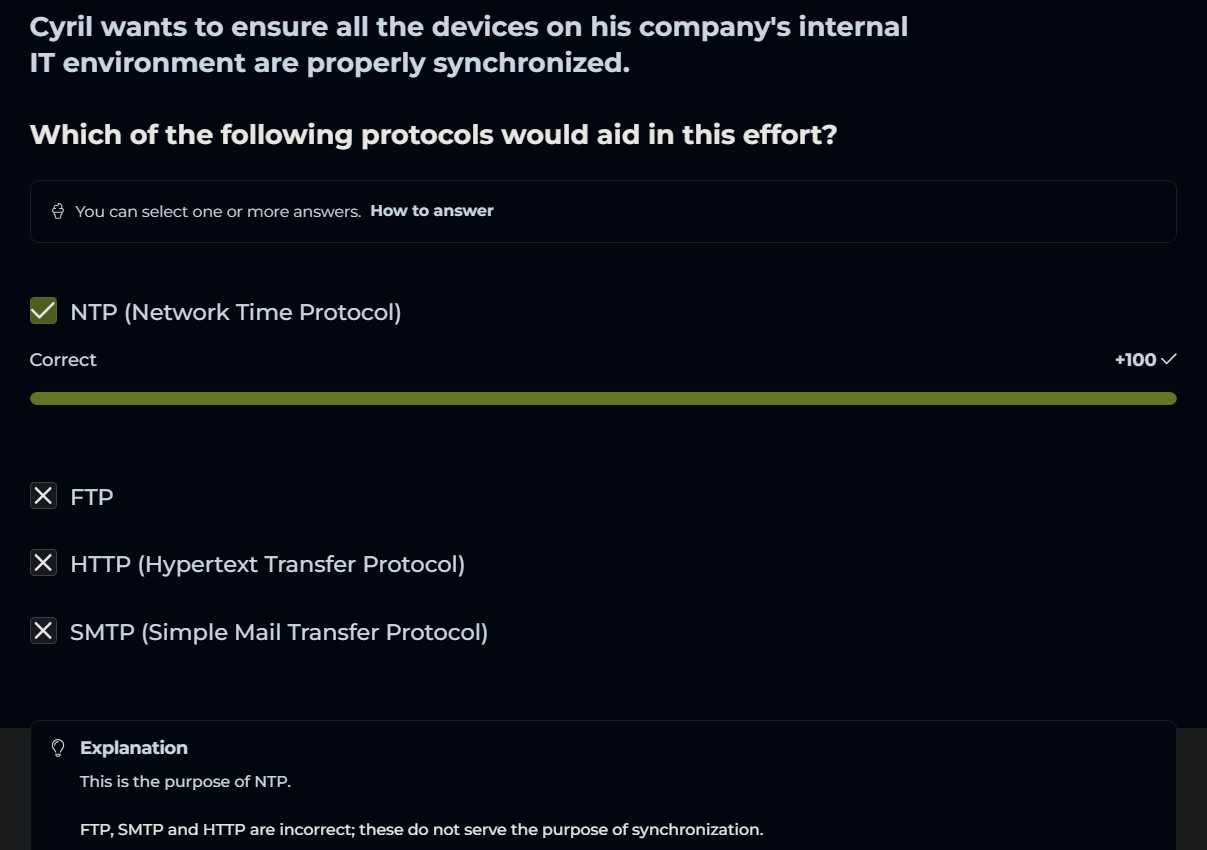 Cyril wants to ensure all the devices on his company's internal
IT environment are properly synchronized.
Which of the following protocols would aid in this effort?
You can select one or more answers. How to answer
NTP (Network Time Protocol)
Correct
+100
FTP
HTTP (Hypertext Transfer Protocol)
SMTP (Simple Mail Transfer Protocol)
Explanation
This is the purpose of NTP.
FTP, SMTP and HTTP are incorrect; these do not serve the purpose of synchronization.